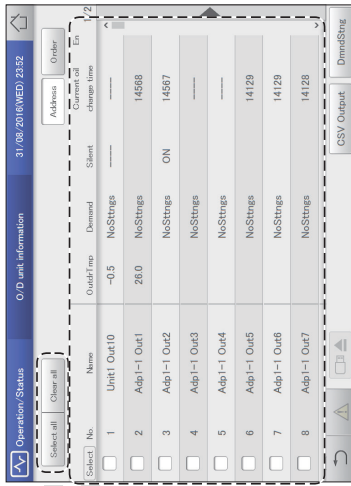 Operation/Status O/D unit information 31/08/2016(WED) 23:52
Select all Clear all Address Order
Select No. Name OutdrTmp Demand Silent Current oil change time En 1/2
1 Unit1 Out10 -0.5 NoSttngs ---- ----
2 Adp1-1 Out1 26.0 NoSttngs 14568
3 Adp1-1 Out2 NoSttngs ON 14567
4 Adp1-1 Out3 NoSttngs ----
5 Adp1-1 Out4 NoSttngs ----
6 Adp1-1 Out5 NoSttngs 14129
7 Adp1-1 Out6 NoSttngs 14129
8 Adp1-1 Out7 NoSttngs 14128
CSV Output DmndStng